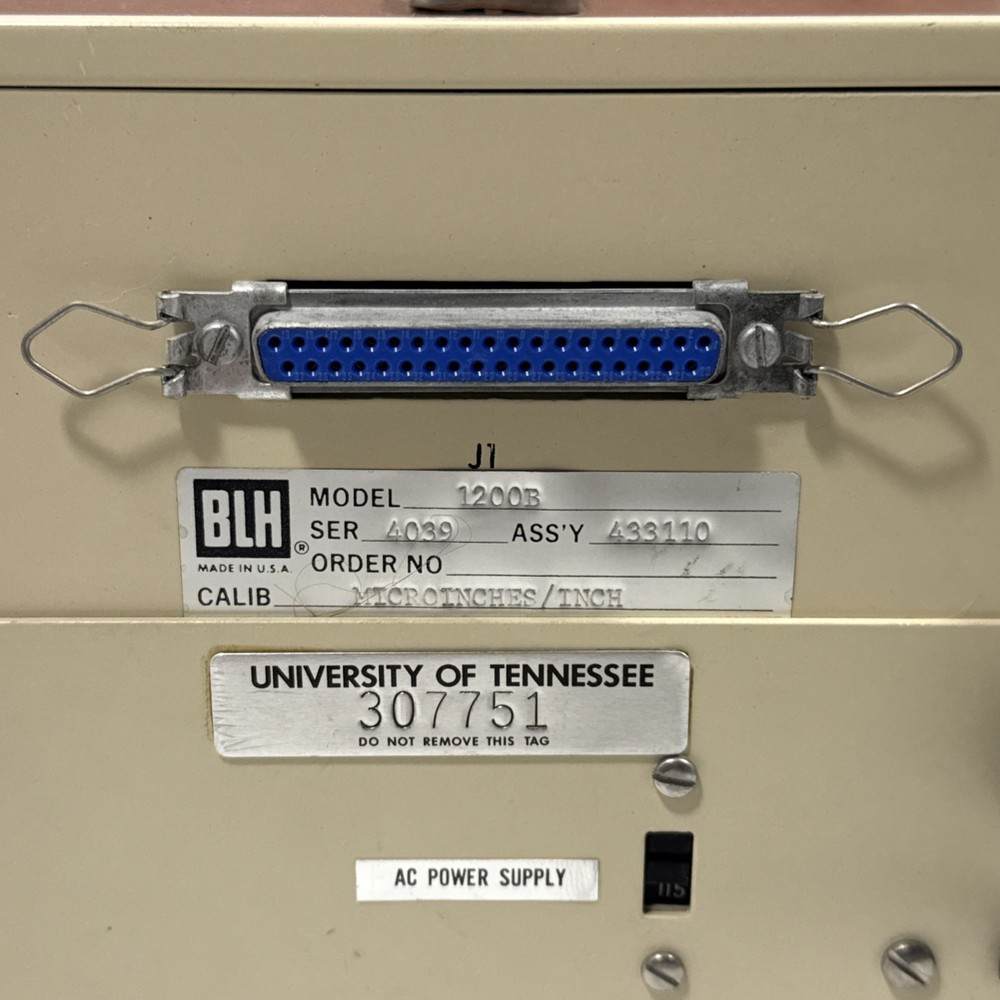 J1
BLH ®
MADE IN U.S.A.
MODEL 1200B
SER 4039 ASS'Y 433110
ORDER NO
CALIB MICROINCHES/INCH
UNIVERSITY OF TENNESSEE
307751
DO NOT REMOVE THIS TAG
AC POWER SUPPLY
115